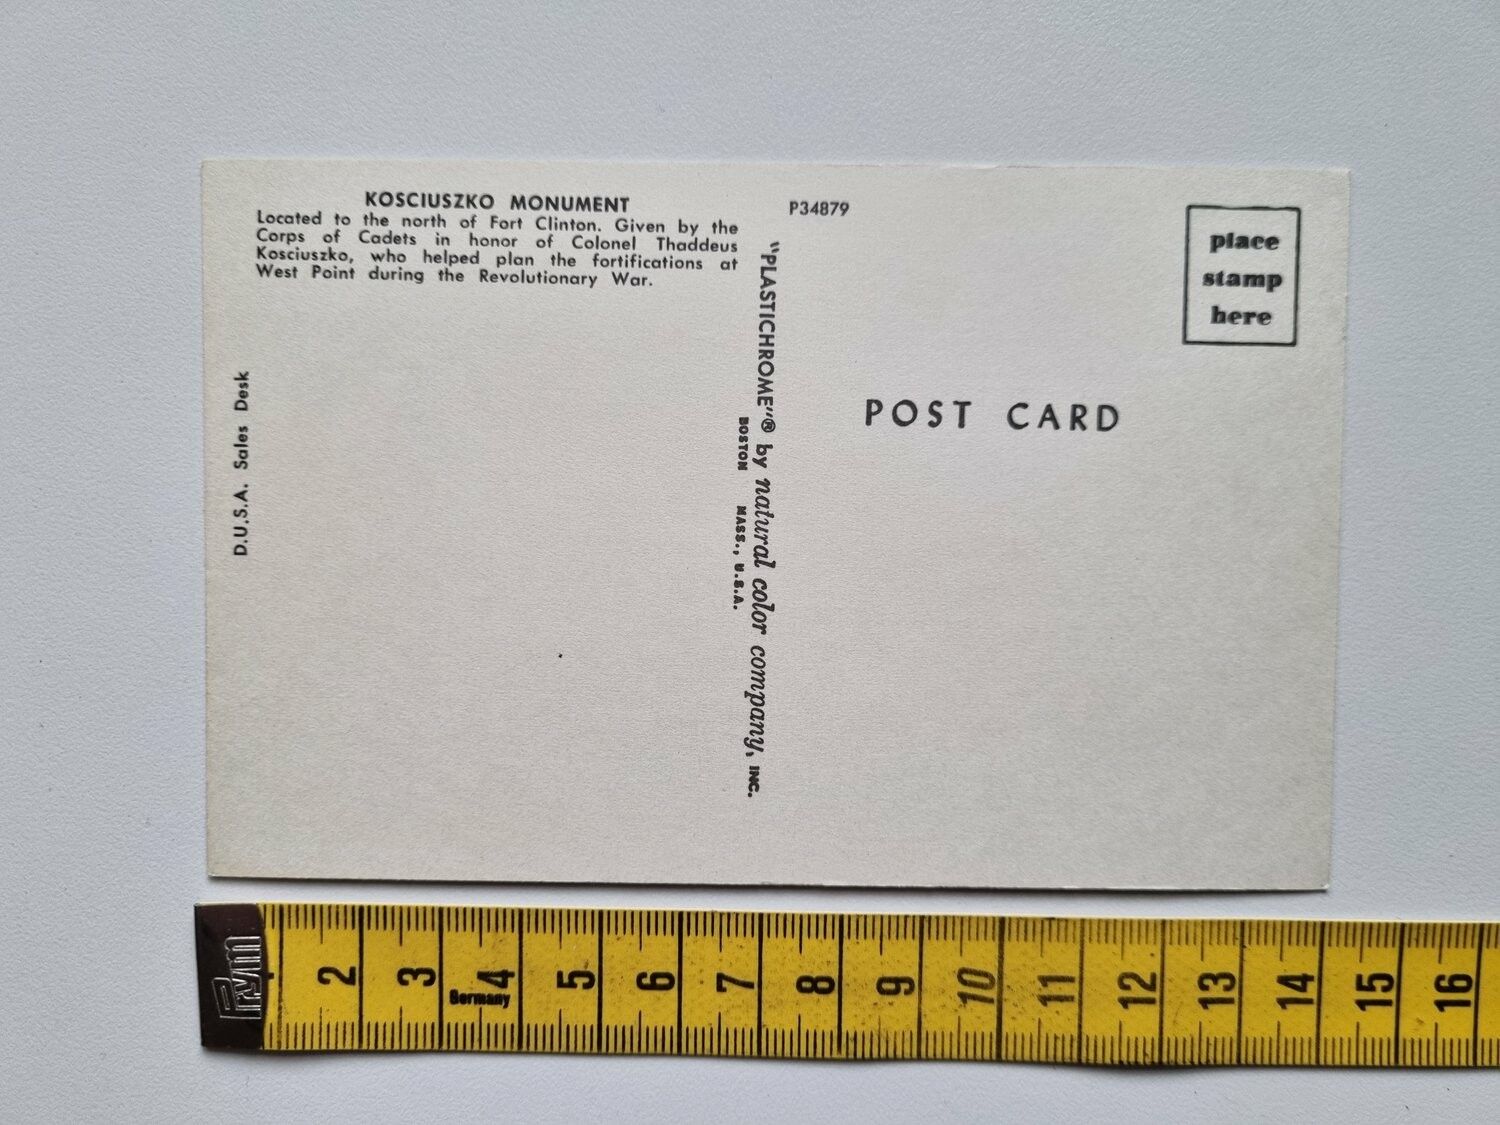 KOSCIUSZKO MONUMENT
Located to the north of Fort Clinton. Given by the
Corps of Cadets in honor of Colonel Thaddeus
Kosciuszko, who helped plan the fortifications at
West Point during the Revolutionary War.
D.U.S.A. Sales Desk
P34879
"PLASTICHROME"® by natural color company, INC.
BOSTON MASS., U.S.A.
place
stamp
here
POST CARD
Prym
1 2 3 4 5 6 7 8 9 10 11 12 13 14 15 16
Germany